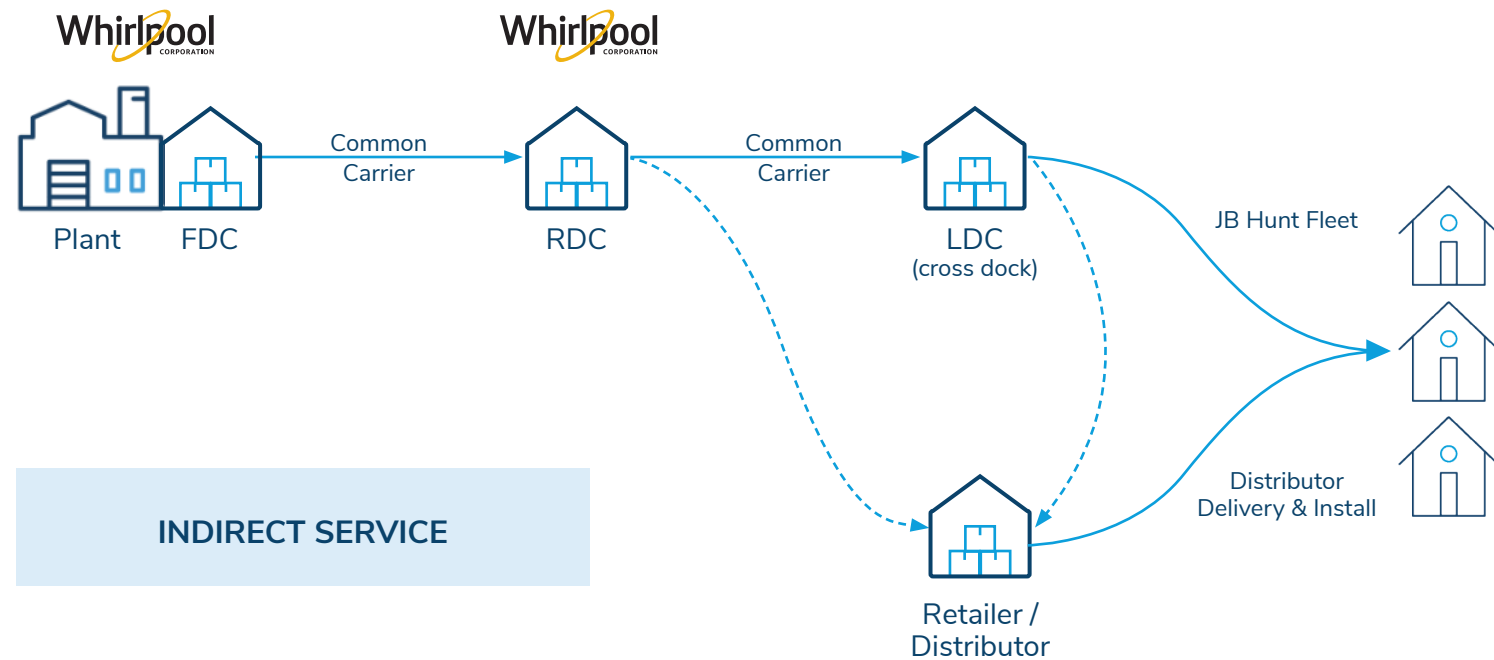 Whirlpool
CORPORATION
Whirlpool
CORPORATION
Common
Carrier
Common
Carrier
Plant
FDC
RDC
LDC
(cross dock)
JB Hunt Fleet
Distributor
Delivery & Install
INDIRECT SERVICE
Retailer /
Distributor